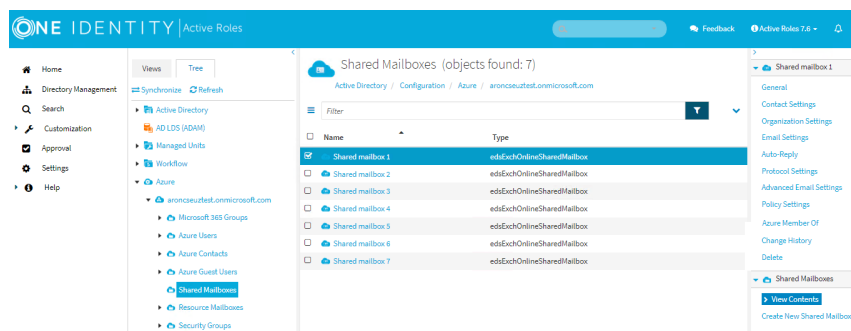 ONE IDENTITY Active Roles
Feedback
Active Roles 7.6
Home
Directory Management
Search
Customization
Approval
Settings
Help
Views Tree
Synchronize Refresh
Active Directory
AD LDS (ADAM)
Managed Units
Workflow
Azure
aroncseuztest.onmicrosoft.com
Microsoft 365 Groups
Azure Users
Azure Contacts
Azure Guest Users
Shared Mailboxes
Resource Mailboxes
Security Groups
Shared Mailboxes (objects found: 7)
Active Directory / Configuration / Azure / aroncseuztest.onmicrosoft.com
Filter
Name Type
Shared mailbox 1 edsExchOnlineSharedMailbox
Shared mailbox 2 edsExchOnlineSharedMailbox
Shared mailbox 3 edsExchOnlineSharedMailbox
Shared mailbox 4 edsExchOnlineSharedMailbox
Shared mailbox 5 edsExchOnlineSharedMailbox
Shared mailbox 6 edsExchOnlineSharedMailbox
Shared mailbox 7 edsExchOnlineSharedMailbox
Shared mailbox 1
General
Contact Settings
Organization Settings
Email Settings
Auto-Reply
Protocol Settings
Advanced Email Settings
Policy Settings
Azure Member Of
Change History
Delete
Shared Mailboxes
View Contents
Create New Shared Mailbox